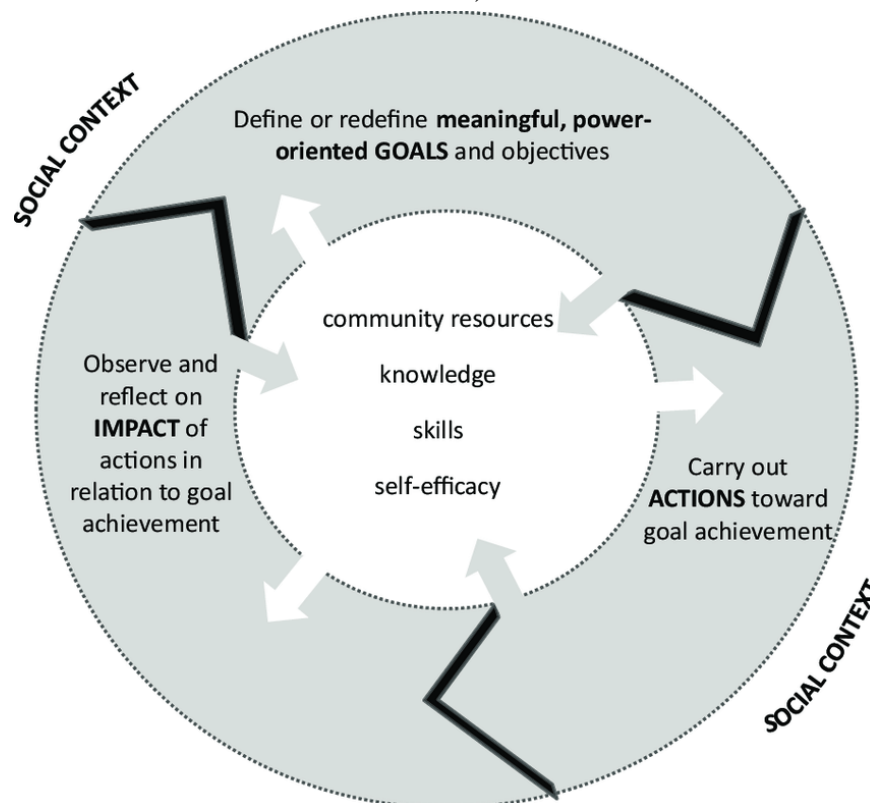 SOCIAL CONTEXT
Define or redefine meaningful, power-
oriented GOALS and objectives
community resources
knowledge
skills
self-efficacy
Observe and
reflect on
IMPACT of
actions in
relation to goal
achievement
Carry out
ACTIONS toward
goal achievement
SOCIAL CONTEXT